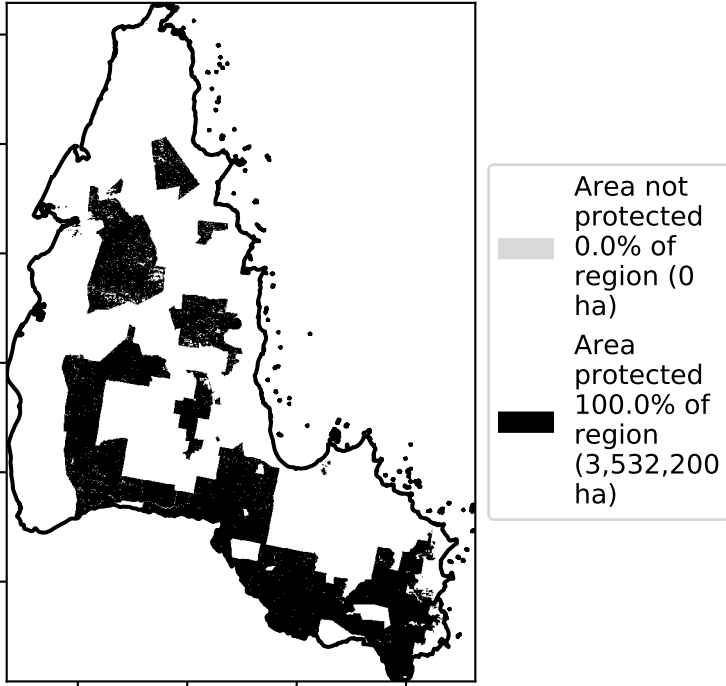 Area not
protected
0.0% of
region (0
ha)
Area
protected
100.0% of
region
(3,532,200
ha)